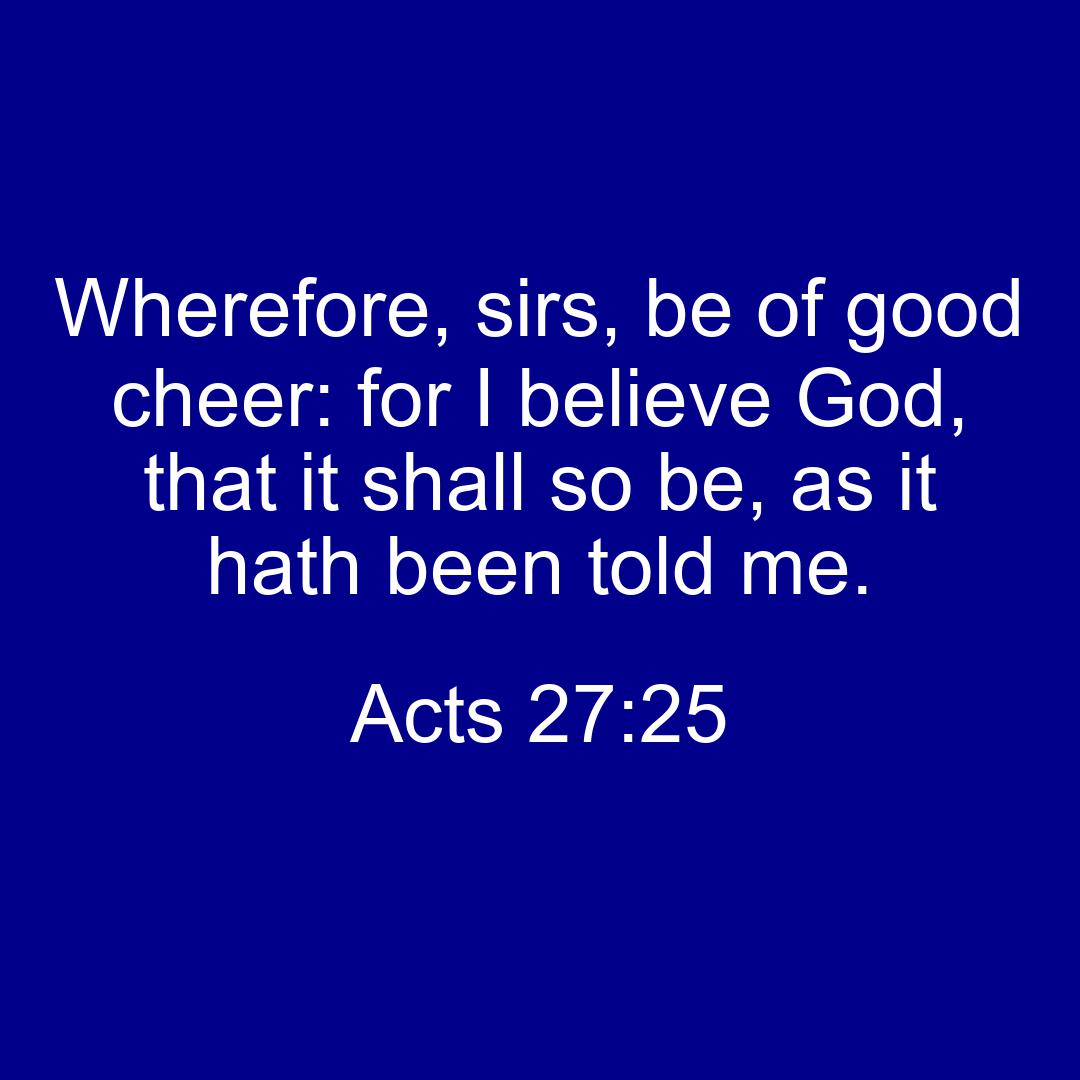 Wherefore, sirs, be of good
cheer: for I believe God,
that it shall so be, as it
hath been told me.
Acts 27:25